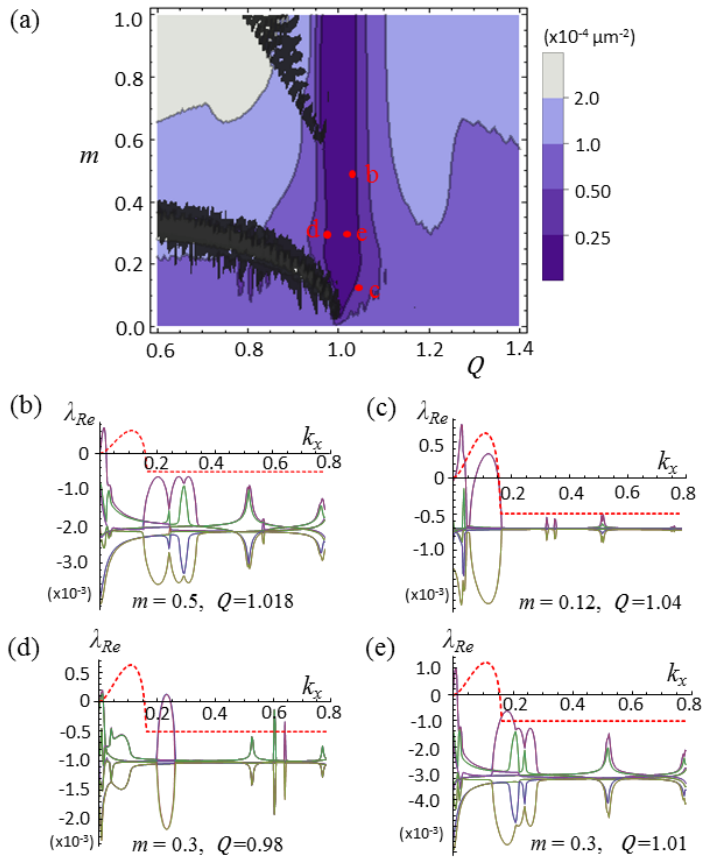 (a)
(x10⁻⁴ μm⁻²)
1.0
0.8
0.6
m
0.4
0.2
0.0
b
d
e
c
0.6
0.8
1.0
1.2
1.4
Q
2.0
1.0
0.50
0.25
(b)
λRe
kx
0
-1.0
-2.0
-3.0
(x10⁻³)
0.2
0.4
0.6
0.8
m = 0.5, Q=1.018
(c)
λRe
kx
0.5
0
-0.5
-1.0
(x10⁻³)
0.2
0.4
0.6
0.8
m = 0.12, Q=1.04
(d)
λRe
kx
0.5
0
-0.5
-1.0
-1.5
-2.0
(x10⁻³)
0.2
0.4
0.6
0.8
m = 0.3, Q=0.98
(e)
λRe
kx
1.0
0
-1.0
-2.0
-3.0
-4.0
(x10⁻³)
0.2
0.4
0.6
0.8
m = 0.3, Q=1.01